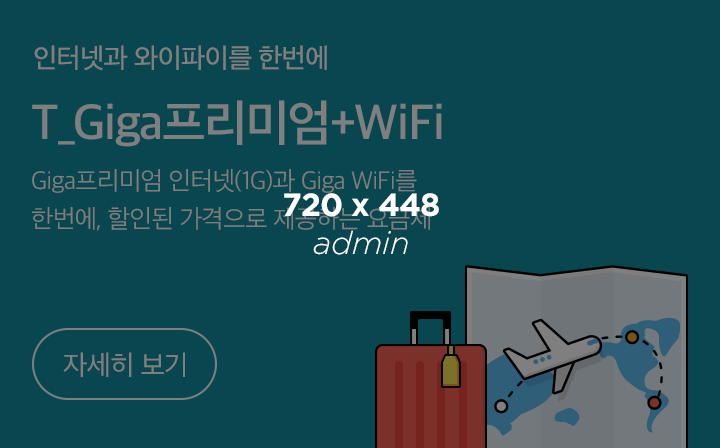 인터넷과 와이파이를 한번에
T_Giga프리미엄+WiFi
Giga프리미엄 인터넷(1G)과 Giga WiFi를
한번에, 할인된 가격으로 제공하는 요금제
720 x 448
admin
자세히 보기